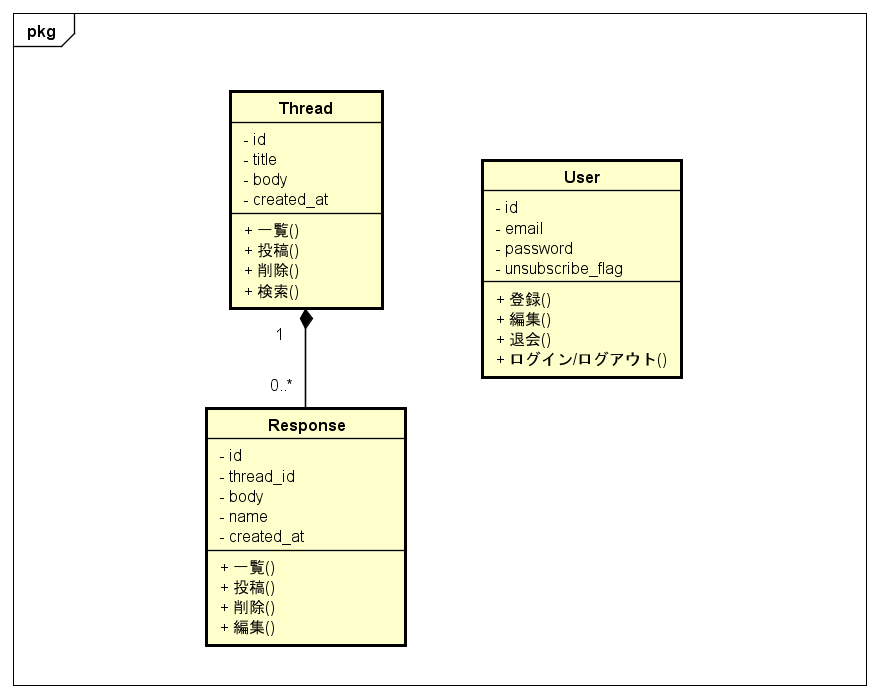 pkg
Thread
- id
- title
- body
- created_at
+ 一覧()
+ 投稿()
+ 削除()
+ 検索()
1
0..*
Response
- id
- thread_id
- body
- name
- created_at
+ 一覧()
+ 投稿()
+ 削除()
+ 編集()
User
- id
- email
- password
- unsubscribe_flag
+ 登録()
+ 編集()
+ 退会()
+ ログイン/ログアウト()